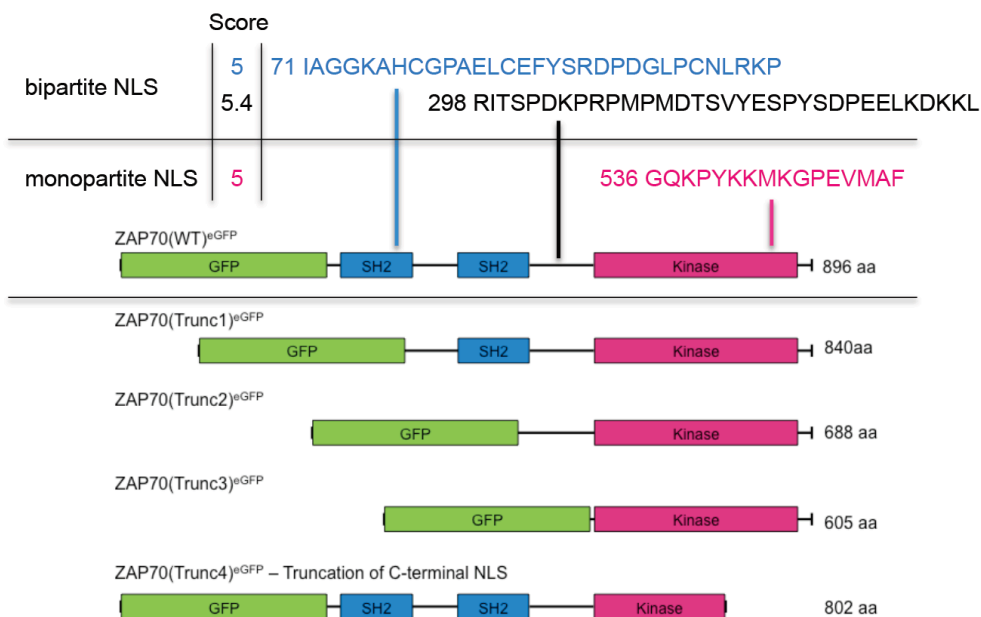 Score
bipartite NLS
5 71 IAGGKAHCGPAELCEFYSRDPDGLPCNLRKP
5.4 298 RITSPDKPRPMPMDTSVYESPYSDPEELKDKKL
monopartite NLS 5 536 GQKPYKKMKGPEVMAF
ZAP70(WT)eGFP
GFP SH2 SH2 Kinase 896 aa
ZAP70(Trunc1)eGFP
GFP SH2 Kinase 840aa
ZAP70(Trunc2)eGFP
GFP Kinase 688 aa
ZAP70(Trunc3)eGFP
GFP Kinase 605 aa
ZAP70(Trunc4)eGFP – Truncation of C-terminal NLS
GFP SH2 SH2 Kinase 802 aa